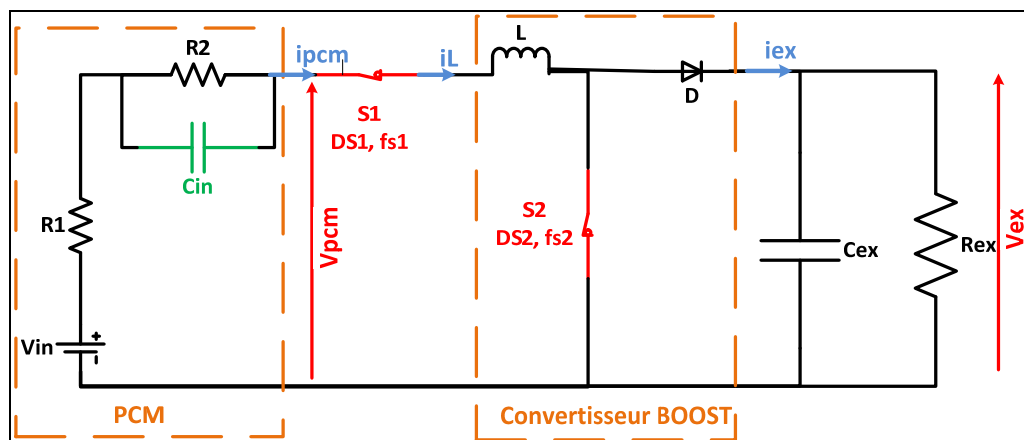 R2
ipcm
iL
L
iex
D
S1
DS1, fs1
Cin
R1
Vpcm
S2
DS2, fs2
Cex
Rex
Vex
Vin
+
-
PCM
Convertisseur BOOST